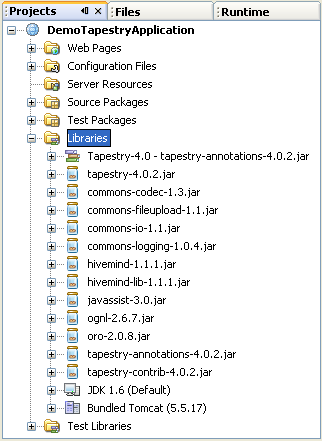 Projects Files Runtime
DemoTapestryApplication
Web Pages
Configuration Files
Server Resources
Source Packages
Test Packages
Libraries
Tapestry-4.0 - tapestry-annotations-4.0.2.jar
tapestry-4.0.2.jar
commons-codec-1.3.jar
commons-fileupload-1.1.jar
commons-io-1.1.jar
commons-logging-1.0.4.jar
hivemind-1.1.1.jar
hivemind-lib-1.1.1.jar
javassist-3.0.jar
ognl-2.6.7.jar
oro-2.0.8.jar
tapestry-annotations-4.0.2.jar
tapestry-contrib-4.0.2.jar
JDK 1.6 (Default)
Bundled Tomcat (5.5.17)
Test Libraries